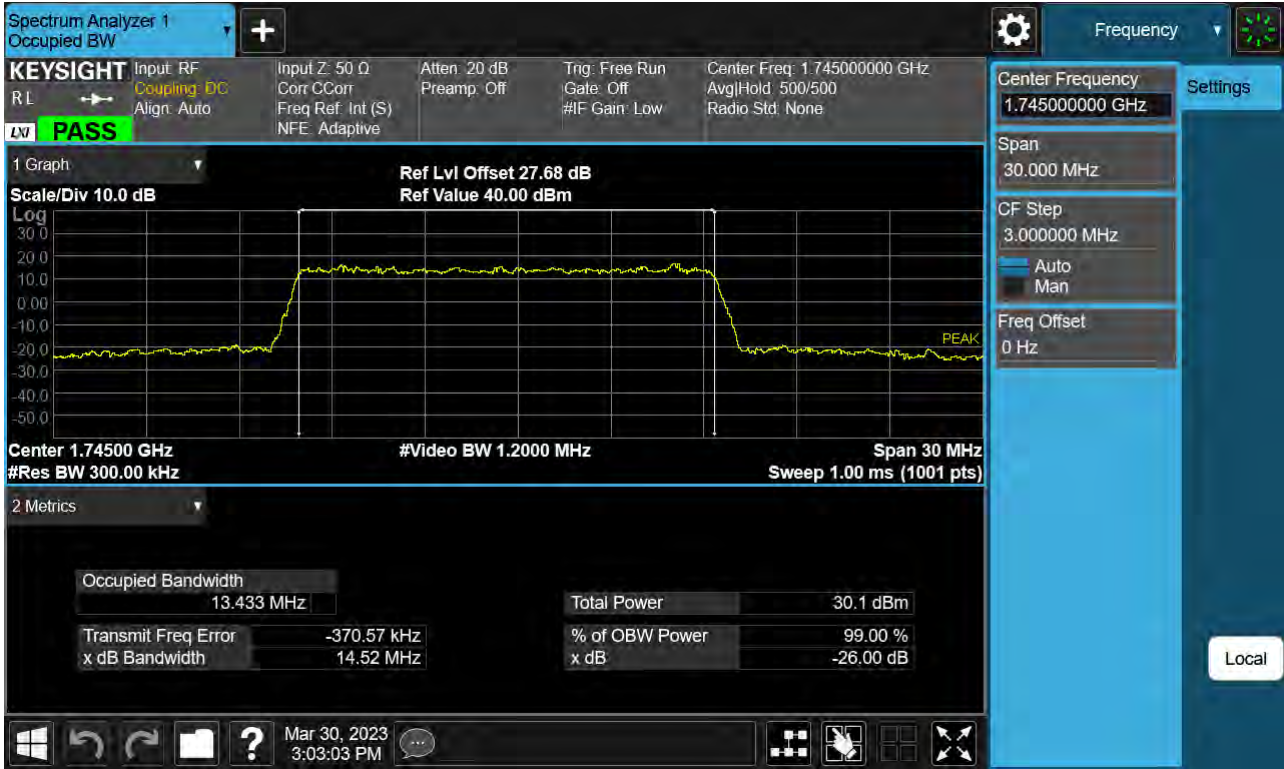 Spectrum Analyzer 1
Occupied BW
Frequency
KEYSIGHT
R L
LXI
PASS
Input: RF
Coupling: DC
Align: Auto
Input Z: 50 Ω
Corr CCorr
Freq Ref: Int (S)
NFE: Adaptive
Atten: 20 dB
Preamp: Off
Trig: Free Run
Gate: Off
#IF Gain: Low
Center Freq: 1.745000000 GHz
Avg|Hold: 500/500
Radio Std: None
1 Graph
Scale/Div 10.0 dB
Ref Lvl Offset 27.68 dB
Ref Value 40.00 dBm
Log
30.0
20.0
10.0
0.00
-10.0
-20.0
-30.0
-40.0
-50.0
PEAK
Center 1.74500 GHz
#Video BW 1.2000 MHz
Span 30 MHz
#Res BW 300.00 kHz
Sweep 1.00 ms (1001 pts)
2 Metrics
Occupied Bandwidth
13.433 MHz
Total Power 30.1 dBm
Transmit Freq Error -370.57 kHz
% of OBW Power 99.00 %
x dB Bandwidth 14.52 MHz
x dB -26.00 dB
Center Frequency
1.745000000 GHz
Span
30.000 MHz
CF Step
3.000000 MHz
Auto
Man
Freq Offset
0 Hz
Settings
Local
?
Mar 30, 2023
3:03:03 PM